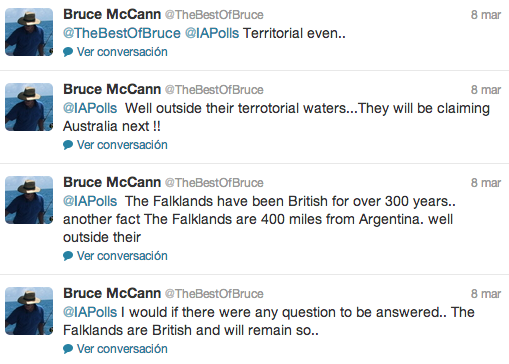 Bruce McCann @TheBestOfBruce 8 mar
@TheBestOfBruce @IAPolls Territorial even..
Ver conversación
Bruce McCann @TheBestOfBruce 8 mar
@IAPolls Well outside their terrotorial waters...They will be claiming
Australia next !!
Ver conversación
Bruce McCann @TheBestOfBruce 8 mar
@IAPolls The Falklands have been British for over 300 years..
another fact The Falklands are 400 miles from Argentina. well
outside their
Ver conversación
Bruce McCann @TheBestOfBruce 8 mar
@IAPolls I would if there were any question to be answered.. The
Falklands are British and will remain so..
Ver conversación